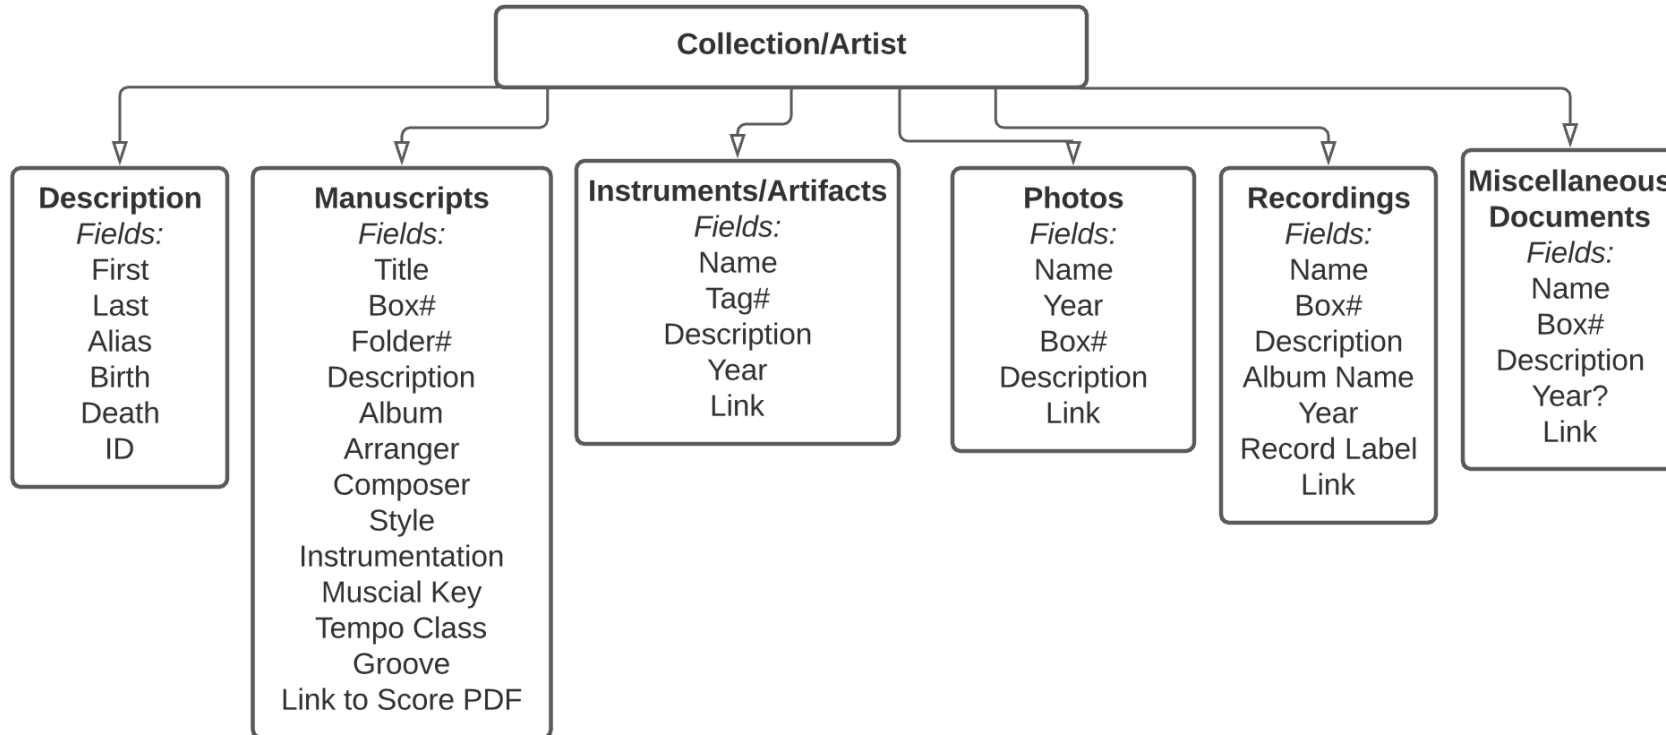 Collection/Artist
Description
Fields:
First
Last
Alias
Birth
Death
ID
Manuscripts
Fields:
Title
Box#
Folder#
Description
Album
Arranger
Composer
Style
Instrumentation
Muscial Key
Tempo Class
Groove
Link to Score PDF
Instruments/Artifacts
Fields:
Name
Tag#
Description
Year
Link
Photos
Fields:
Name
Year
Box#
Description
Link
Recordings
Fields:
Name
Box#
Description
Album Name
Year
Record Label
Link
Miscellaneous
Documents
Fields:
Name
Box#
Description
Year?
Link